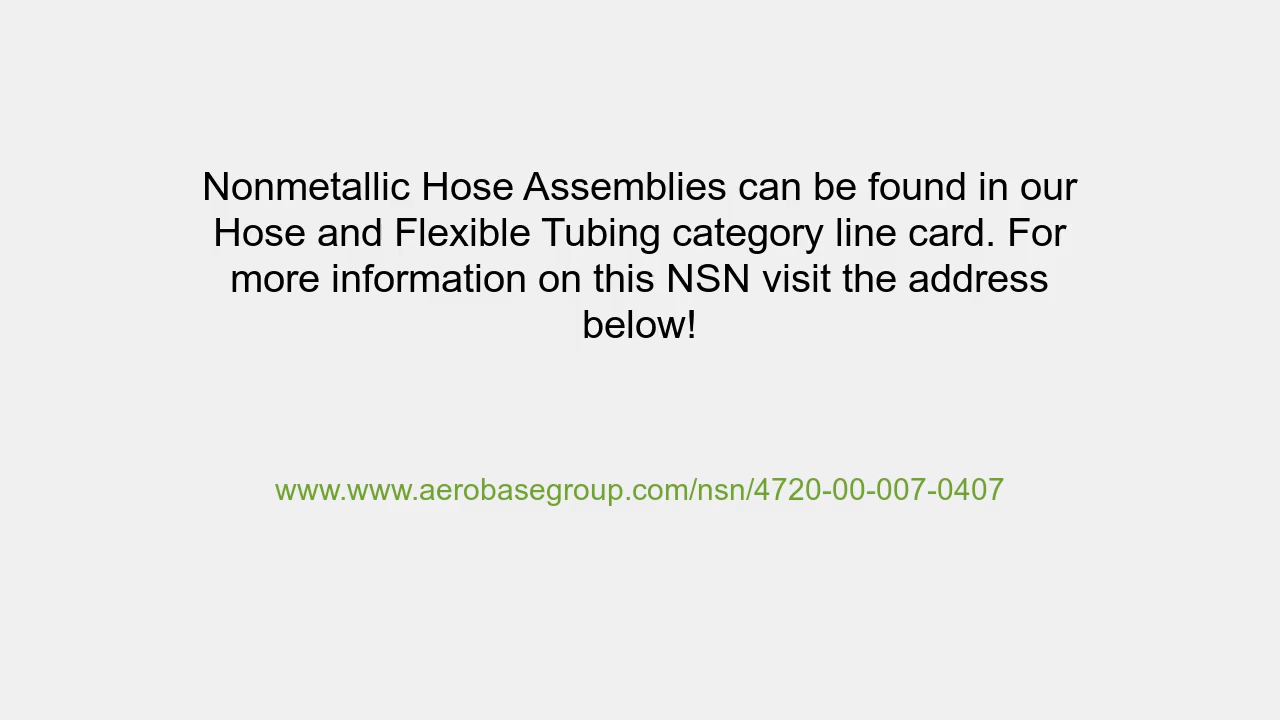 Nonmetallic Hose Assemblies can be found in our
Hose and Flexible Tubing category line card. For
more information on this NSN visit the address
below!
www.www.aerobasegroup.com/nsn/4720-00-007-0407